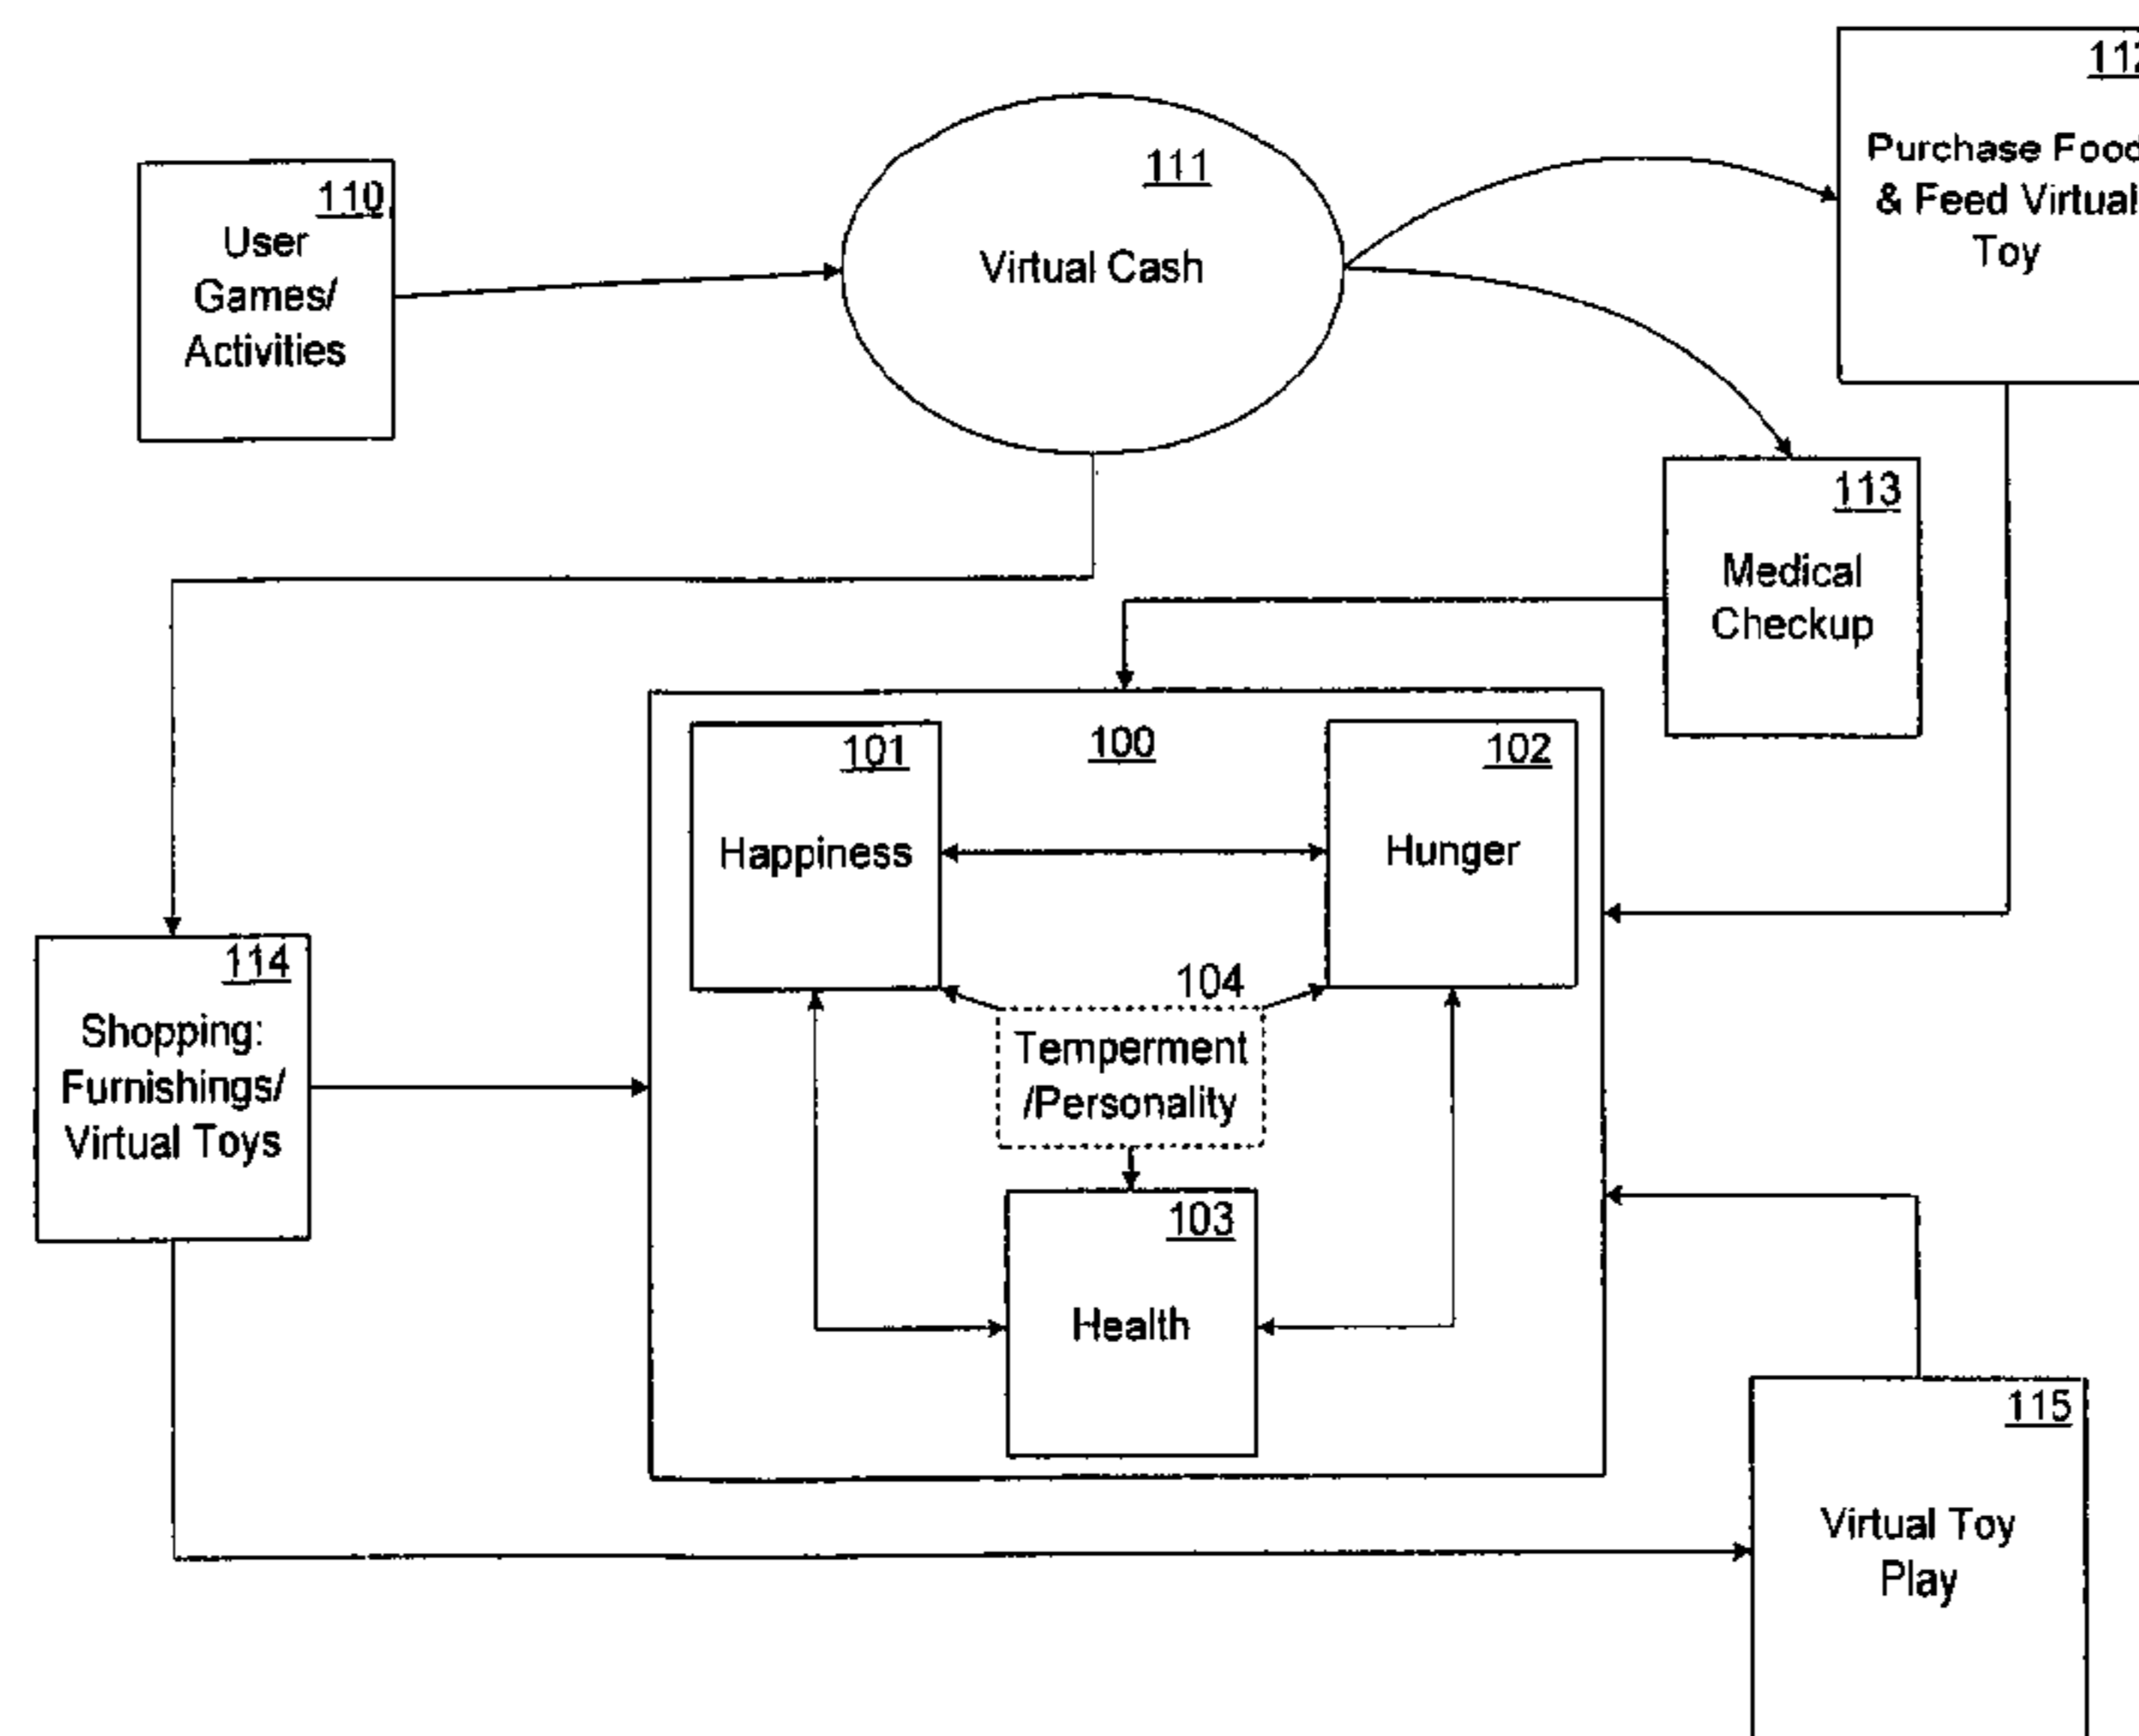 110
User
Games/
Activities
111
Virtual Cash
112
Purchase Food
& Feed Virtual
Toy
113
Medical
Checkup
100
101
Happiness
102
Hunger
104
Temperment
/Personality
103
Health
114
Shopping:
Furnishings/
Virtual Toys
115
Virtual Toy
Play